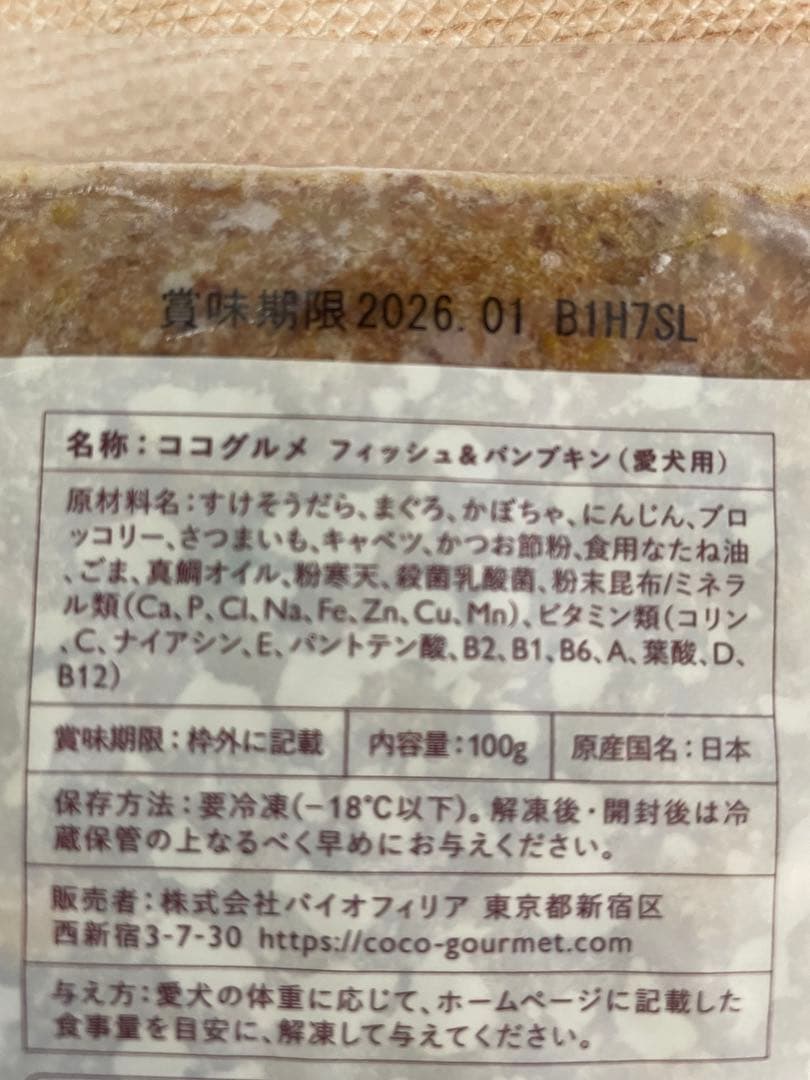 賞味期限2026.01 B1H7SL
名称：ココグルメ フィッシュ&パンプキン(愛犬用)
原材料名：すけそうだら、まぐろ、かぼちゃ、にんじん、ブロ
ッコリー、さつまいも、キャベツ、かつお節粉、食用なたね油
、ごま、真鯛オイル、粉寒天、殺菌乳酸菌、粉末昆布/ミネラ
ル類(Ca、P、Cl、Na、Fe、Zn、Cu、Mn)、ビタミン類(コリン
、C、ナイアシン、E、パントテン酸、B2、B1、B6、A、葉酸、D、
B12)
賞味期限：枠外に記載 内容量：100g 原産国名：日本
保存方法：要冷凍(-18℃以下)。解凍後・開封後は冷
蔵保管の上なるべく早めにお与えください。
販売者：株式会社バイオフィリア 東京都新宿区
西新宿3-7-30 https://coco-gourmet.com
与え方：愛犬の体重に応じて、ホームページに記載した
食事量を目安に、解凍して与えてください。